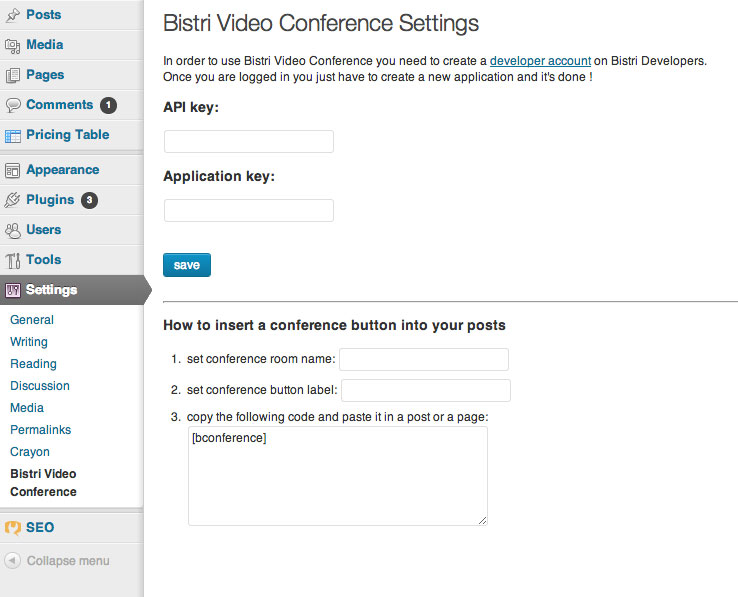 Posts
Media
Pages
Comments 1
Pricing Table
Appearance
Plugins 3
Users
Tools
Settings
General
Writing
Reading
Discussion
Media
Permalinks
Crayon
Bistri Video
Conference
SEO
Collapse menu
Bistri Video Conference Settings
In order to use Bistri Video Conference you need to create a developer account on Bistri Developers.
Once you are logged in you just have to create a new application and it's done !
API key:
Application key:
save
How to insert a conference button into your posts
1. set conference room name:
2. set conference button label:
3. copy the following code and paste it in a post or a page:
[bconference]